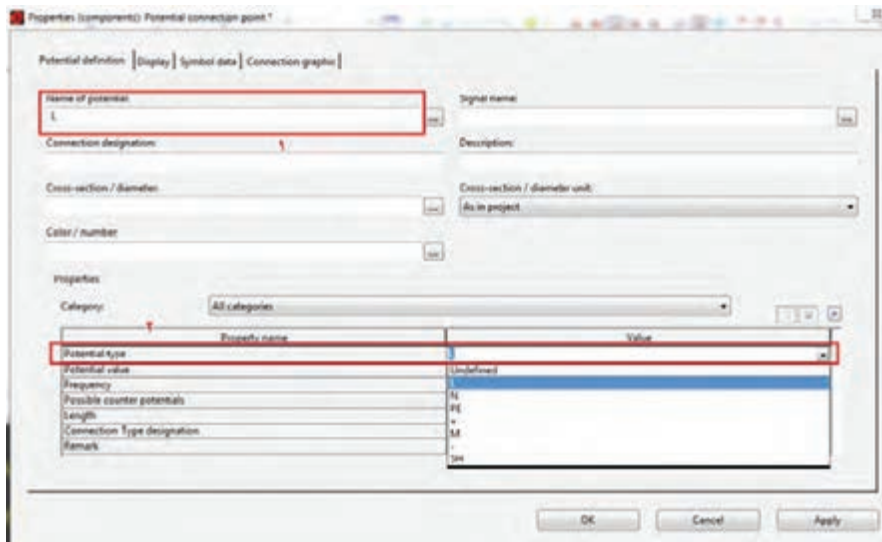 Properties (components): Potential connection point *
Potential definition Display Symbol data Connection graphic
Name of potential: Signal name:
L ... ...
۱
Connection designation: Description:
Cross-section / diameter: Cross-section / diameter unit:
... As in project
Color / number
...
Properties
Category: All categories
۲
Property name Value
Potential type L
Potential value Undefined
Frequency L
Possible counter potentials N
Length PE
+
Connection Type designation M
Remark -
SH
OK Cancel Apply